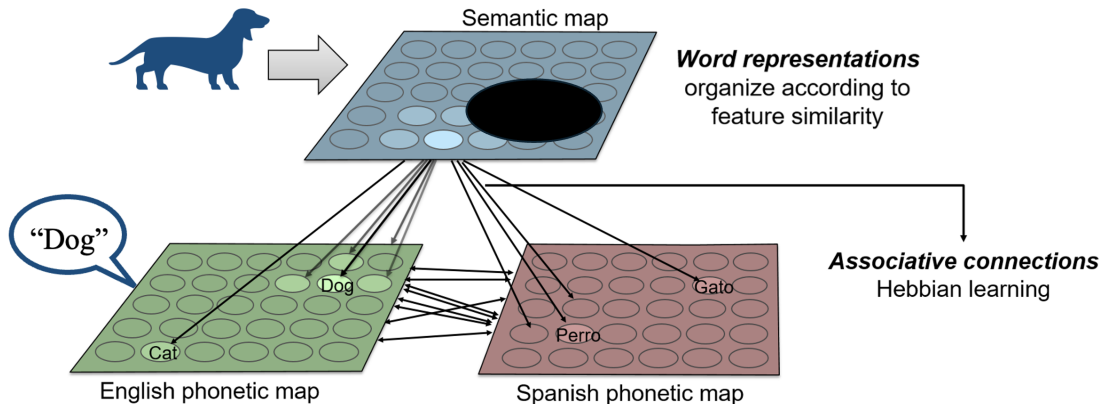 Semantic map
Word representations
organize according to
feature similarity
“Dog”
Dog
Gato
Associative connections
Hebbian learning
Perro
Cat
English phonetic map
Spanish phonetic map